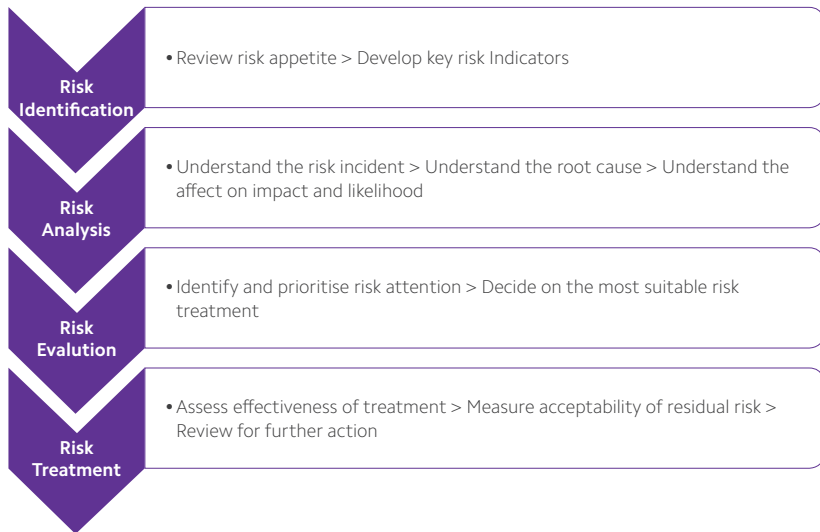 Risk
Identification
• Review risk appetite > Develop key risk Indicators
Risk
Analysis
• Understand the risk incident > Understand the root cause > Understand the
affect on impact and likelihood
Risk
Evalution
• Identify and prioritise risk attention > Decide on the most suitable risk
treatment
Risk
Treatment
• Assess effectiveness of treatment > Measure acceptability of residual risk >
Review for further action